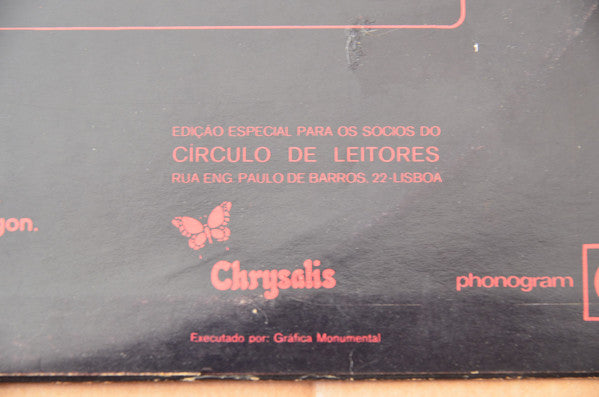 EDIÇÃO ESPECIAL PARA OS SOCIOS DO
CÍRCULO DE LEITORES
RUA ENG. PAULO DE BARROS, 22-LISBOA
gon.
Chrysalis
phonogram
Executado por: Gráfica Monumental